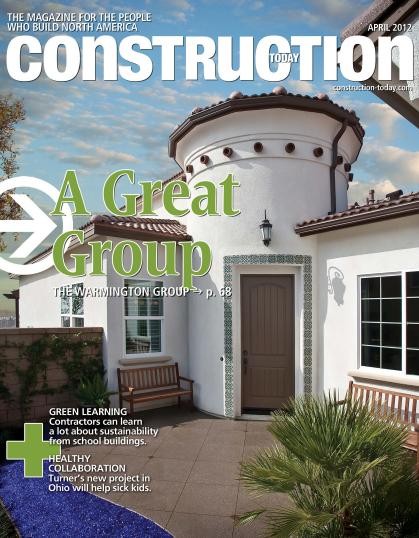 THE MAGAZINE FOR THE PEOPLE
WHO BUILD NORTH AMERICA
APRIL 2012
CONSTRUCTION
TODAY
construction-today.com
A Great
Group
THE WARMINGTON GROUP p. 68
GREEN LEARNING
Contractors can learn
a lot about sustainability
from school buildings.
HEALTHY
COLLABORATION
Turner's new project in
Ohio will help sick kids.